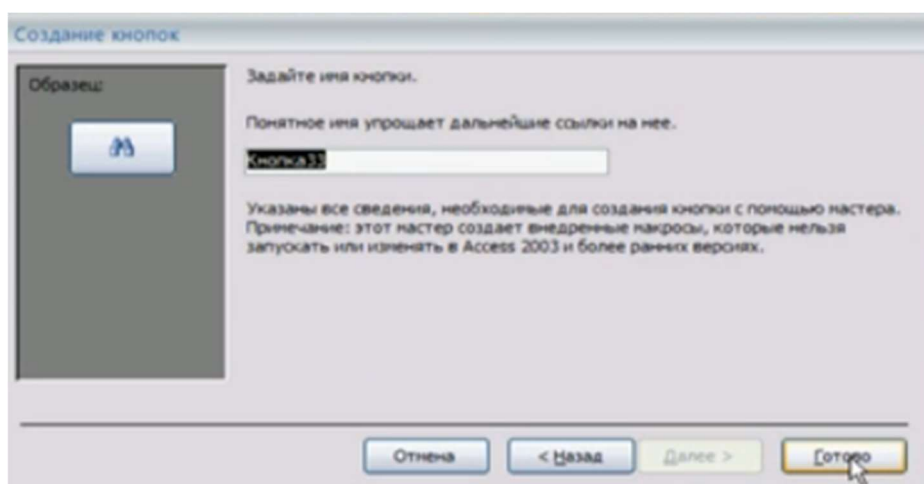 Создание кнопок
Образец:
Задайте имя кнопки.
Понятное имя упрощает дальнейшие ссылки на нее.
Кнопка33
Указаны все сведения, необходимые для создания кнопки с помощью мастера.
Примечание: этот мастер создает внедренные макросы, которые нельзя
запускать или изменять в Access 2003 и более ранних версиях.
Отмена
< Назад
Далее >
Готово